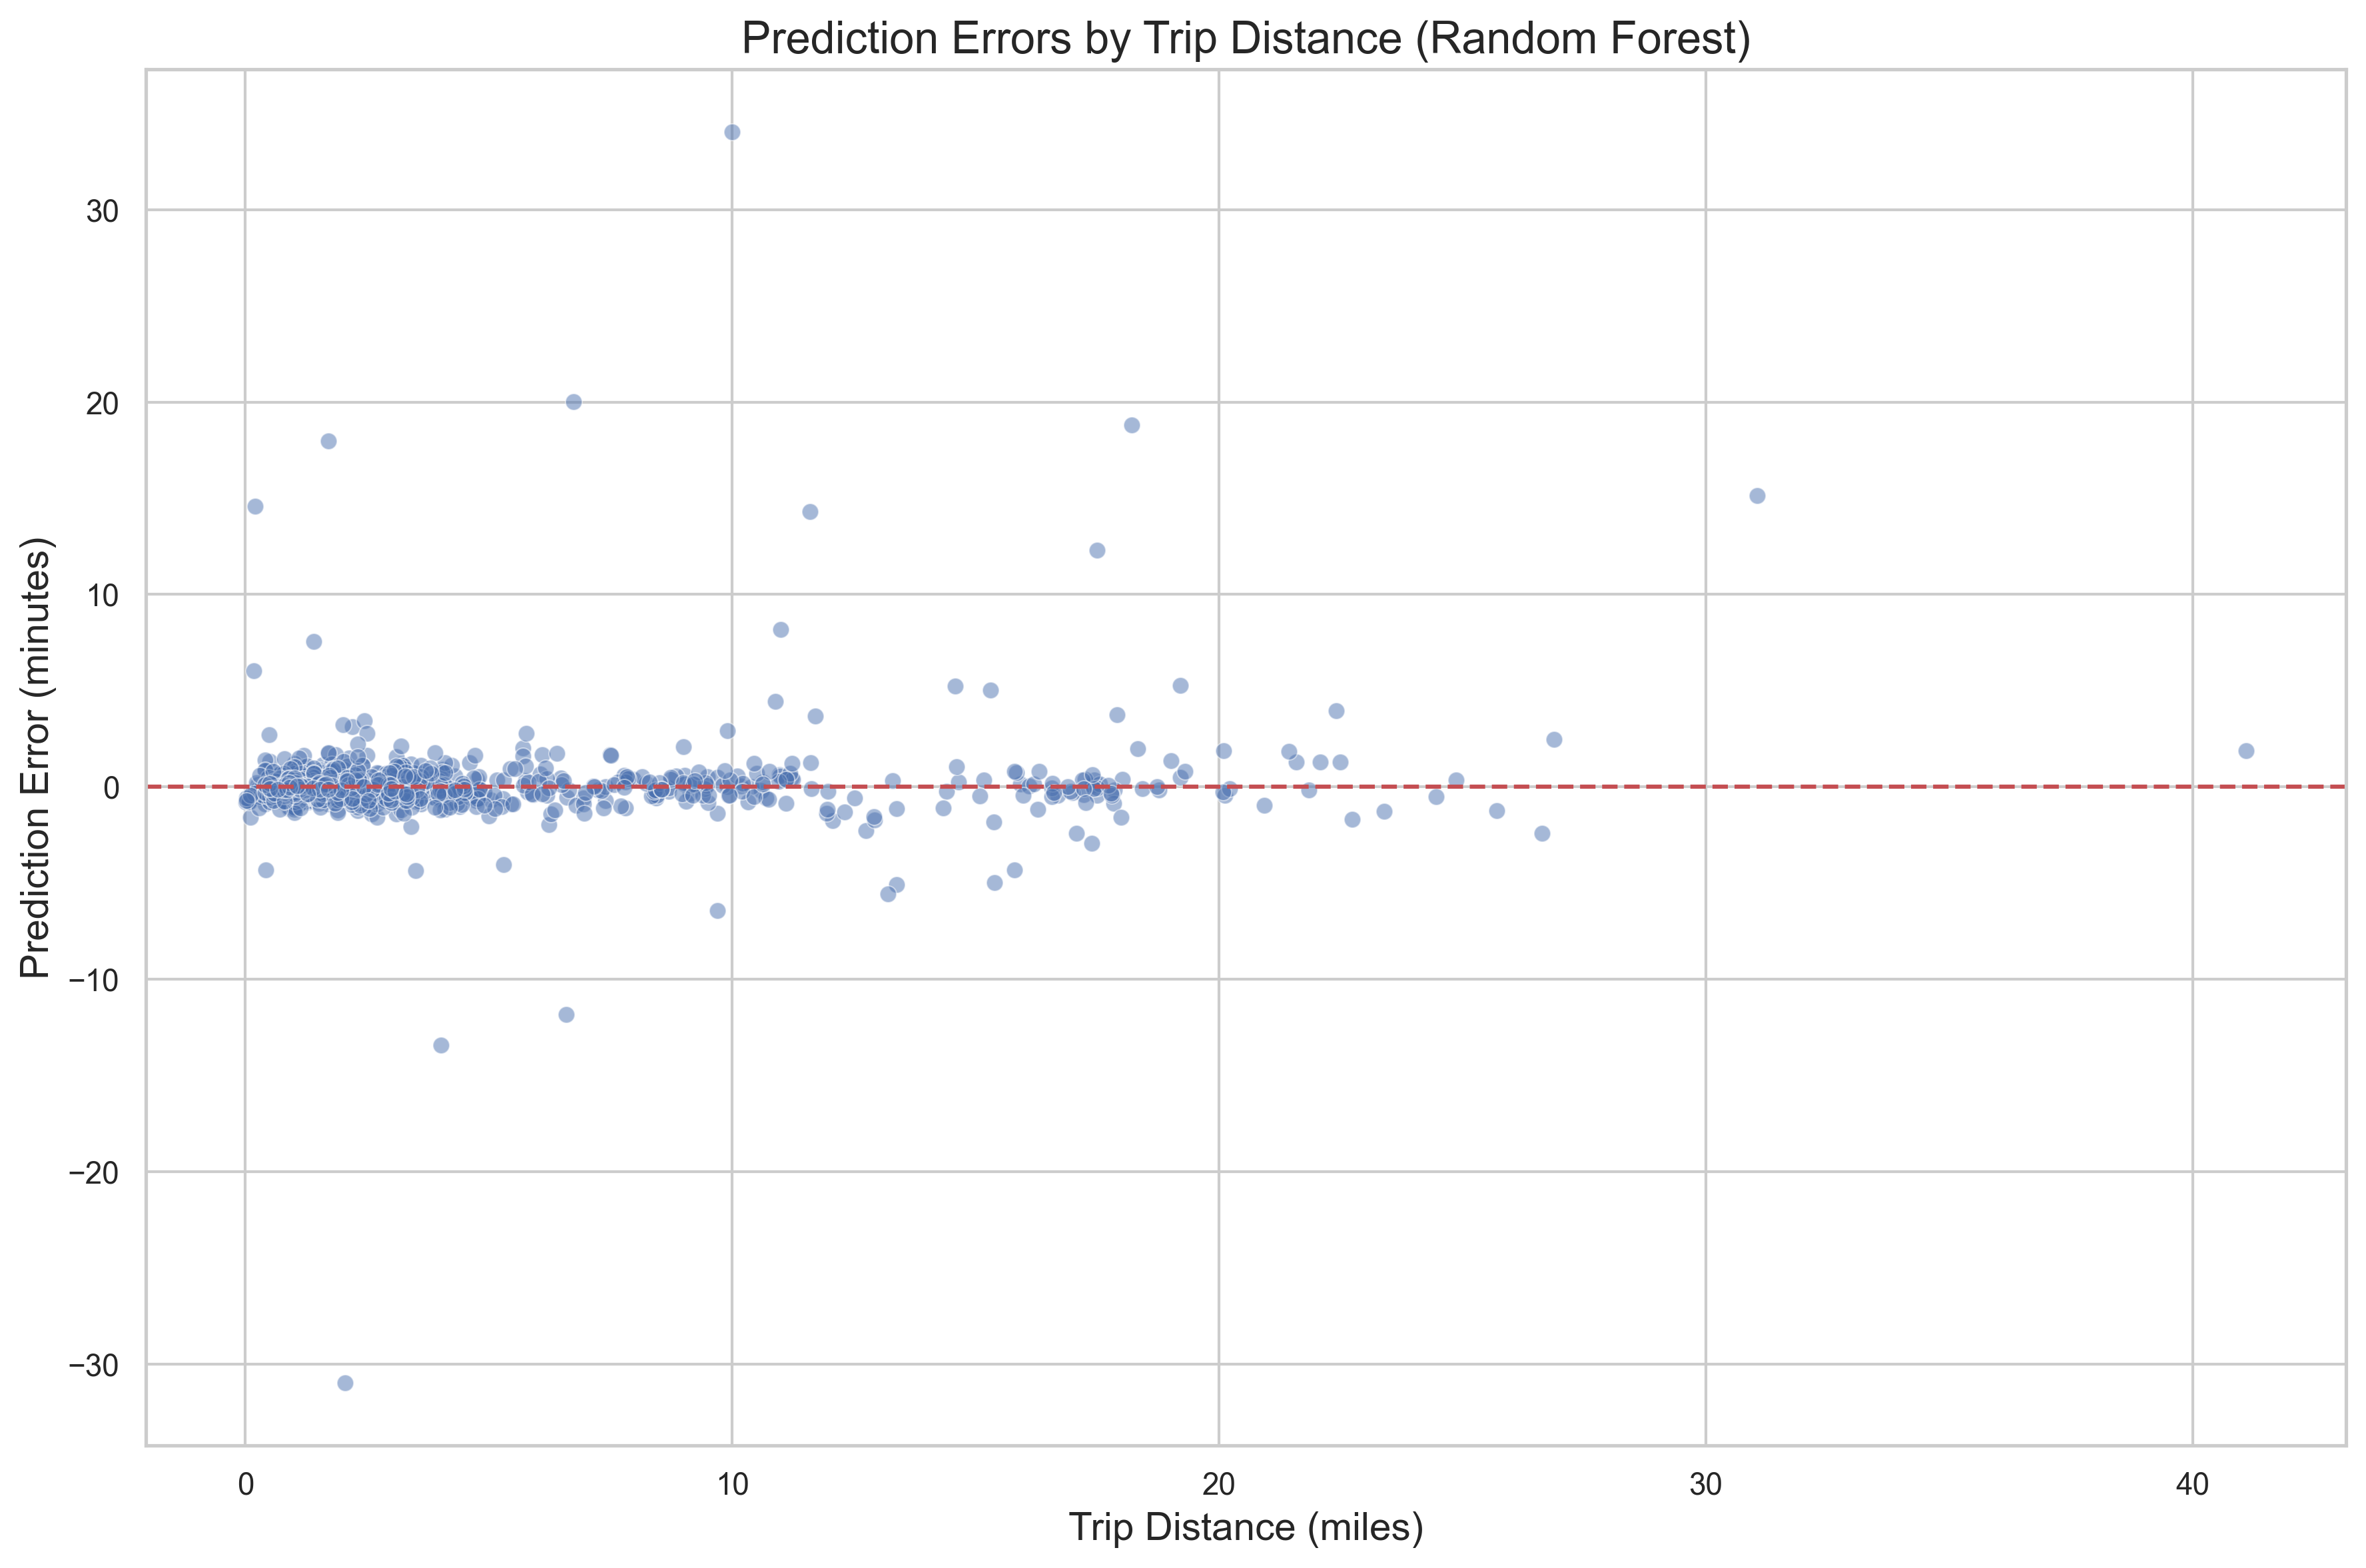 Prediction Errors by Trip Distance (Random Forest)
Prediction Error (minutes)
30
20
10
0
−10
−20
−30
0 10 20 30 40
Trip Distance (miles)